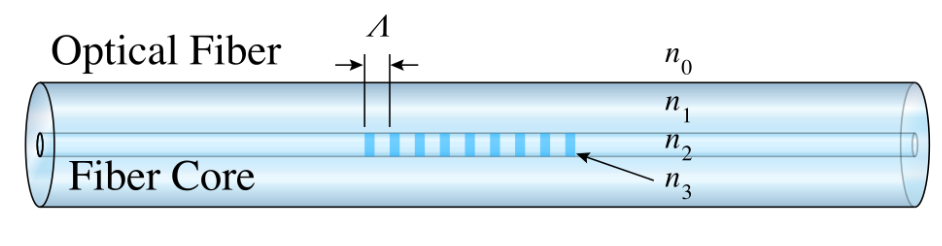 Λ
Optical Fiber
n0
n1
n2
Fiber Core
n3